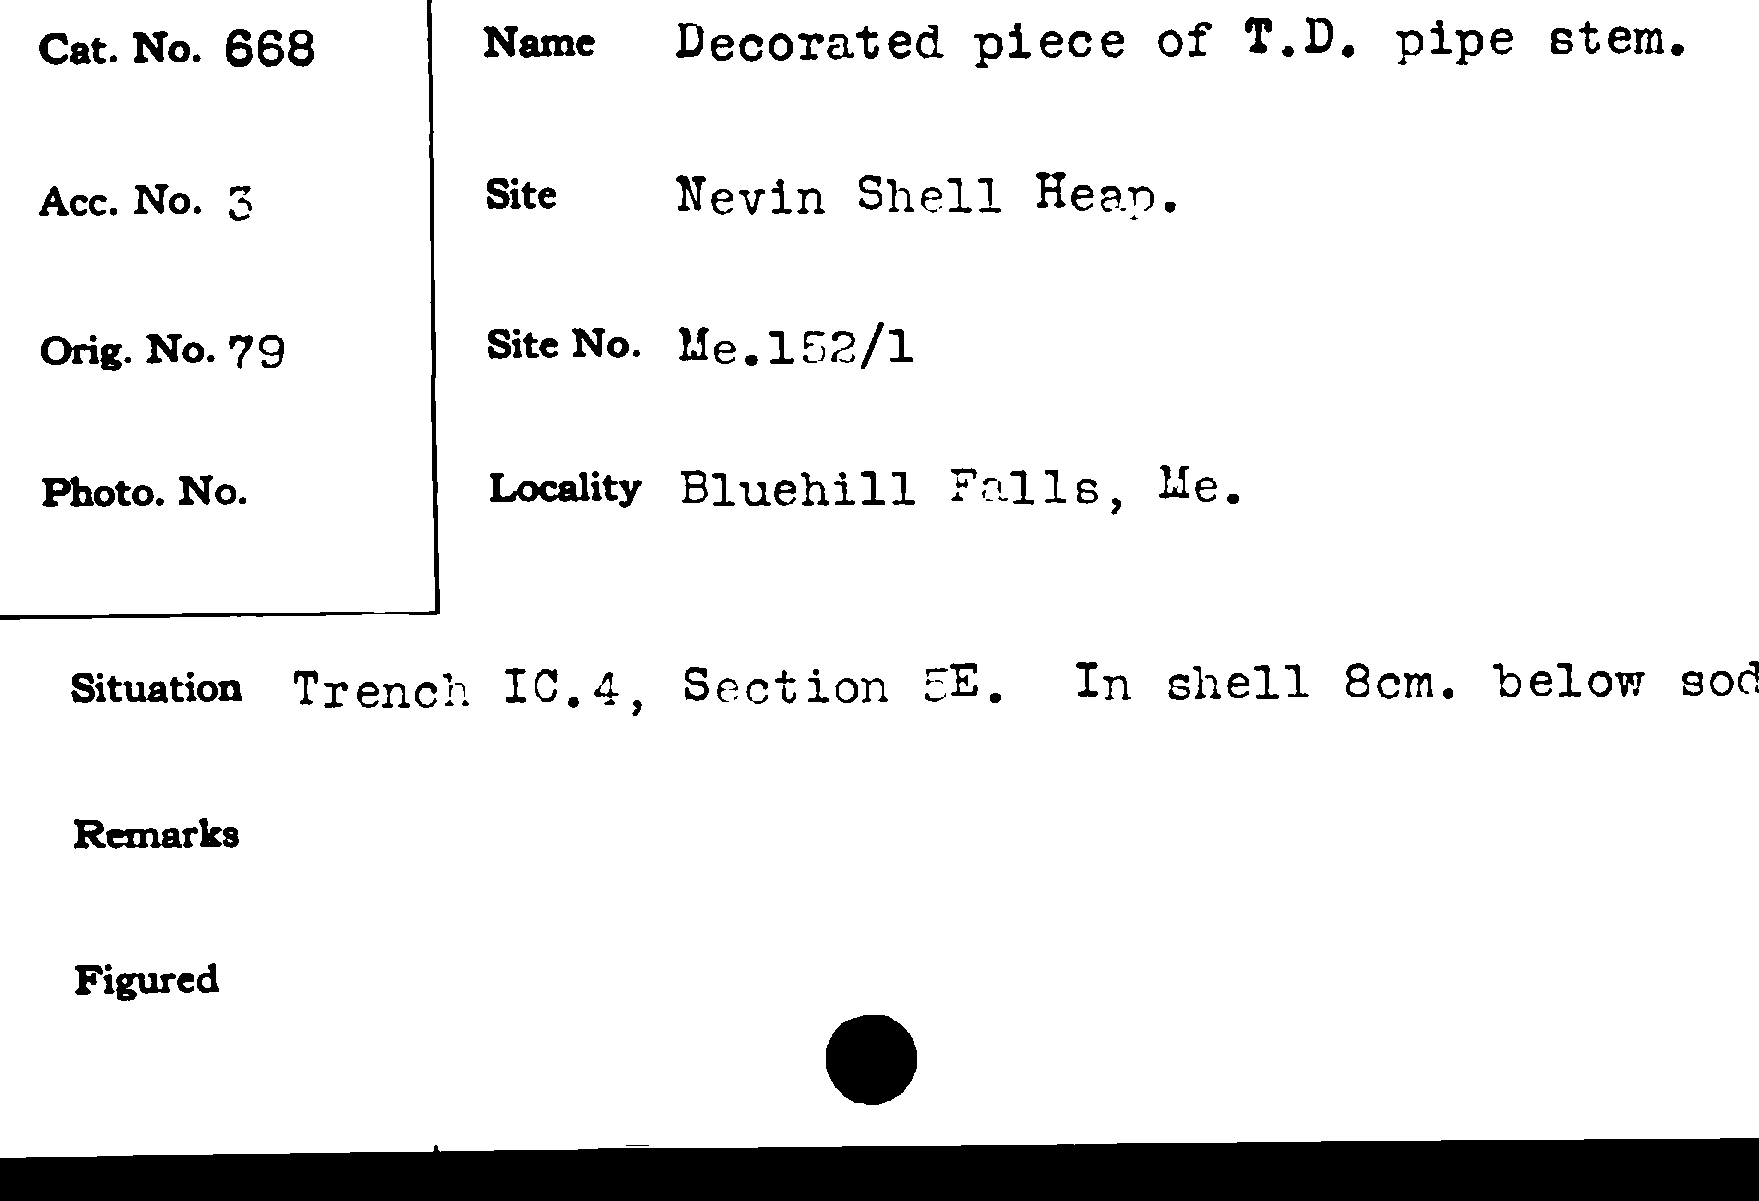 Cat. No. 668
Name Decorated piece of T.D. pipe stem.
Acc. No. 3
Site Nevin Shell Heap.
Orig. No. 79
Site No. Me.152/1
Photo. No.
Locality Bluehill Falls, Me.
Situation Trench IC.4, Section 5E. In shell 8cm. below sod
Remarks
Figured